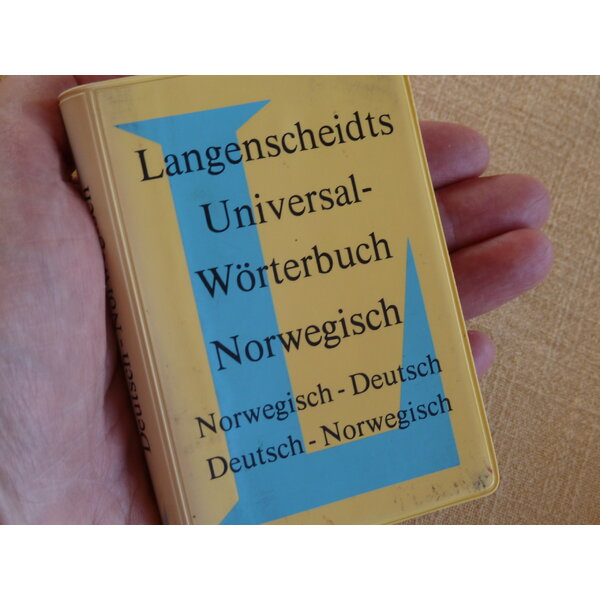 Langenscheidts
Universal-
Wörterbuch
Norwegisch
Norwegisch - Deutsch
Deutsch - Norwegisch